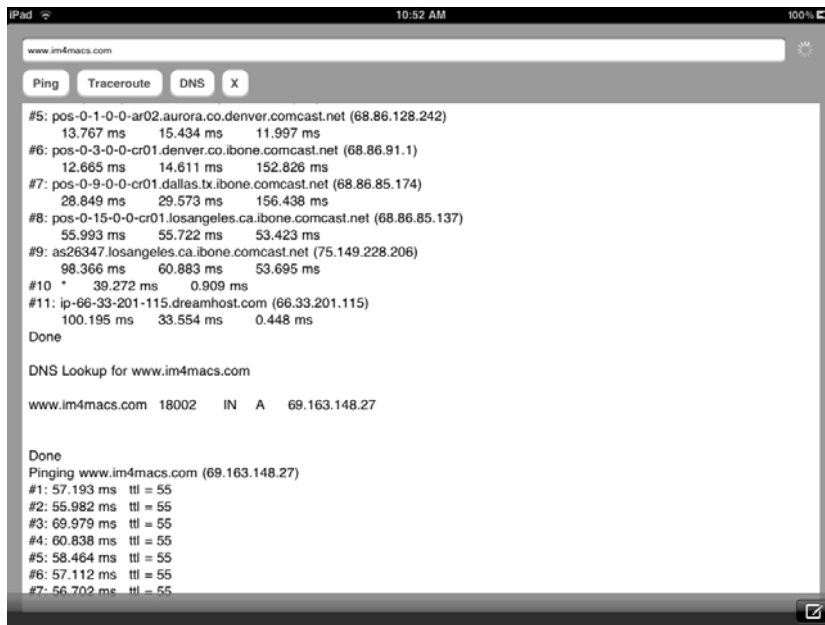 iPad 10:52 AM 100%
www.im4macs.com
Ping Traceroute DNS X
#5: pos-0-1-0-0-ar02.aurora.co.denver.comcast.net (68.86.128.242)
13.767 ms 15.434 ms 11.997 ms
#6: pos-0-3-0-0-cr01.denver.co.ibone.comcast.net (68.86.91.1)
12.665 ms 14.611 ms 152.826 ms
#7: pos-0-9-0-0-cr01.dallas.tx.ibone.comcast.net (68.86.85.174)
28.849 ms 29.573 ms 156.438 ms
#8: pos-0-15-0-0-cr01.losangeles.ca.ibone.comcast.net (68.86.85.137)
55.993 ms 55.722 ms 53.423 ms
#9: as26347.losangeles.ca.ibone.comcast.net (75.149.228.206)
98.366 ms 60.883 ms 53.695 ms
#10 * 39.272 ms 0.909 ms
#11: ip-66-33-201-115.dreamhost.com (66.33.201.115)
100.195 ms 33.554 ms 0.448 ms
Done
DNS Lookup for www.im4macs.com
www.im4macs.com 18002 IN A 69.163.148.27
Done
Pinging www.im4macs.com (69.163.148.27)
#1: 57.193 ms ttl = 55
#2: 55.982 ms ttl = 55
#3: 69.979 ms ttl = 55
#4: 60.838 ms ttl = 55
#5: 58.464 ms ttl = 55
#6: 57.112 ms ttl = 55
#7: 56.702 ms ttl = 55